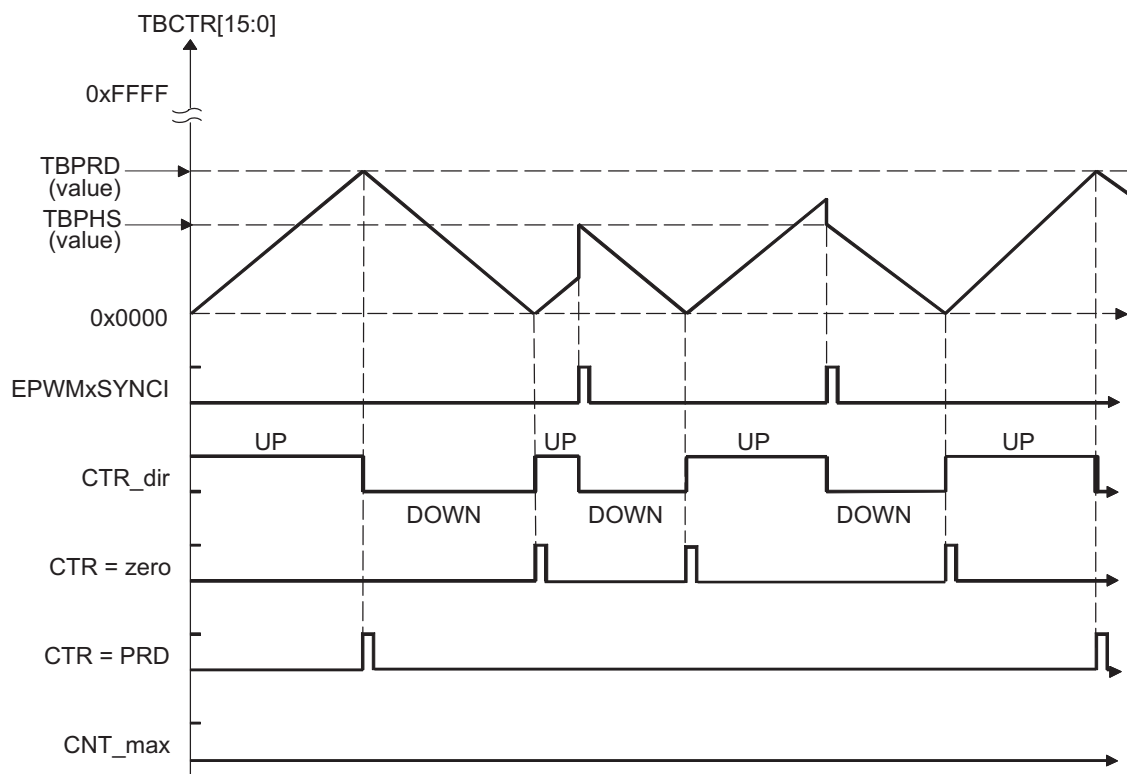 TBCTR[15:0]
0xFFFF
TBPRD
(value)
TBPHS
(value)
0x0000
EPWMxSYNCI
UP
UP
UP
UP
CTR_dir
DOWN
DOWN
DOWN
CTR = zero
CTR = PRD
CNT_max